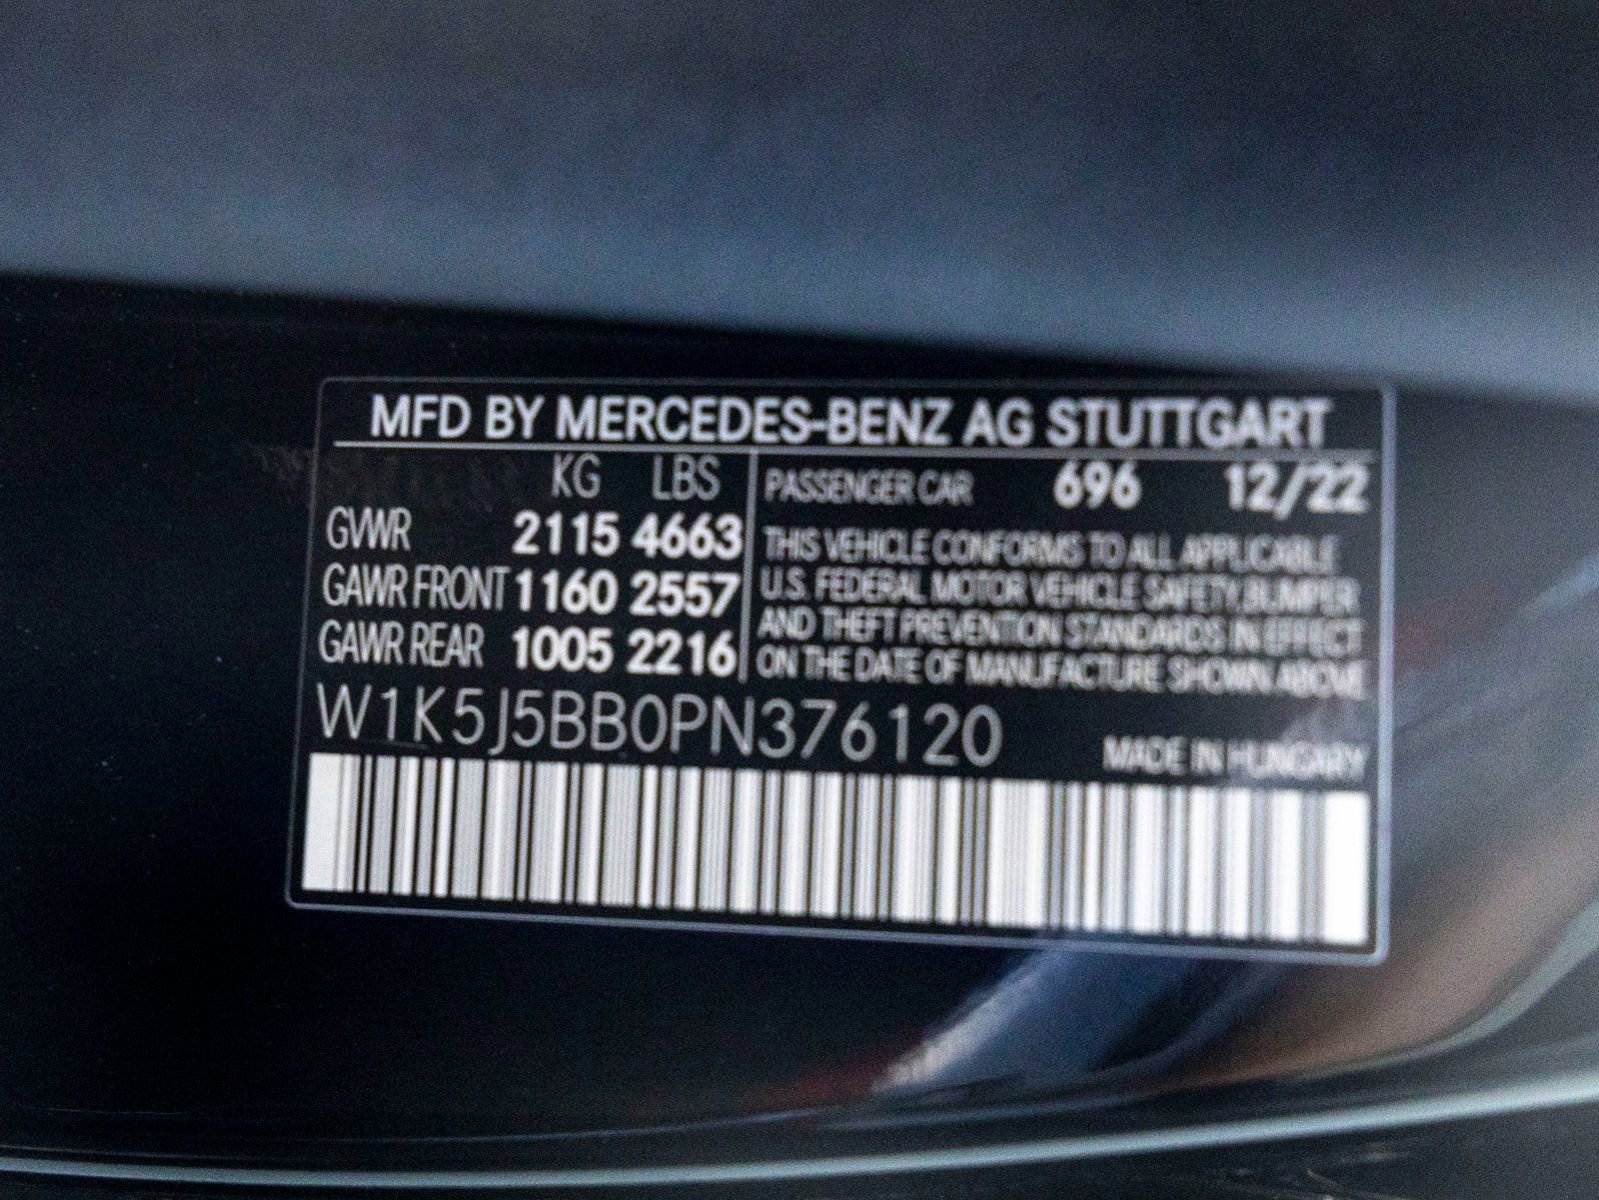 MFD BY MERCEDES-BENZ AG STUTTGART
KG LBS
GVWR 2115 4663
GAWR FRONT 1160 2557
GAWR REAR 1005 2216
PASSENGER CAR 696 12/22
THIS VEHICLE CONFORMS TO ALL APPLICABLE
U.S. FEDERAL MOTOR VEHICLE SAFETY, BUMPER
AND THEFT PREVENTION STANDARDS IN EFFECT
ON THE DATE OF MANUFACTURE SHOWN ABOVE
W1K5J5BB0PN376120
MADE IN HUNGARY